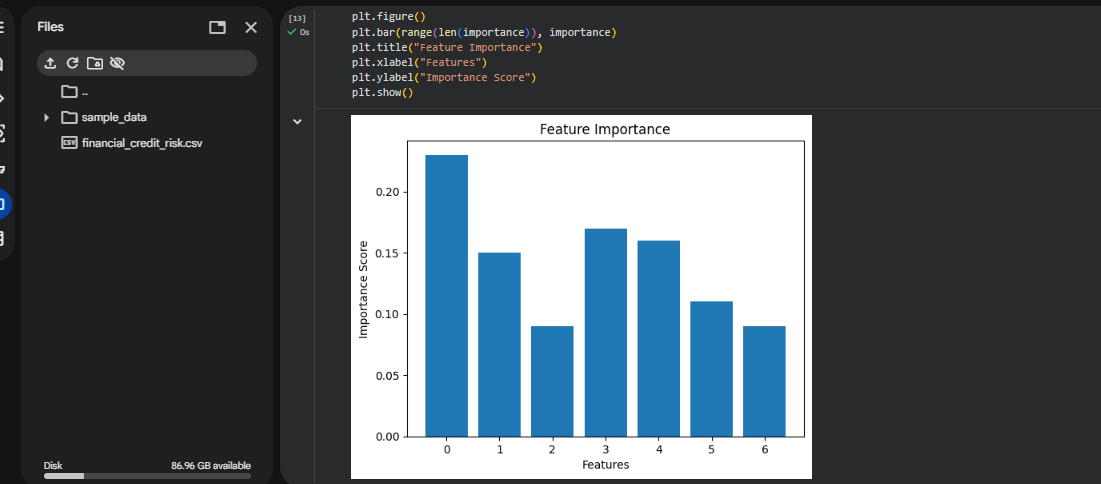 Files
..
sample_data
CSV
financial_credit_risk.csv
Disk
86.96 GB available
[13]
0s
plt.figure()
plt.bar(range(len(importance)), importance)
plt.title("Feature Importance")
plt.xlabel("Features")
plt.ylabel("Importance Score")
plt.show()
Feature Importance
Importance Score
0.20
0.15
0.10
0.05
0.00
0 1 2 3 4 5 6
Features